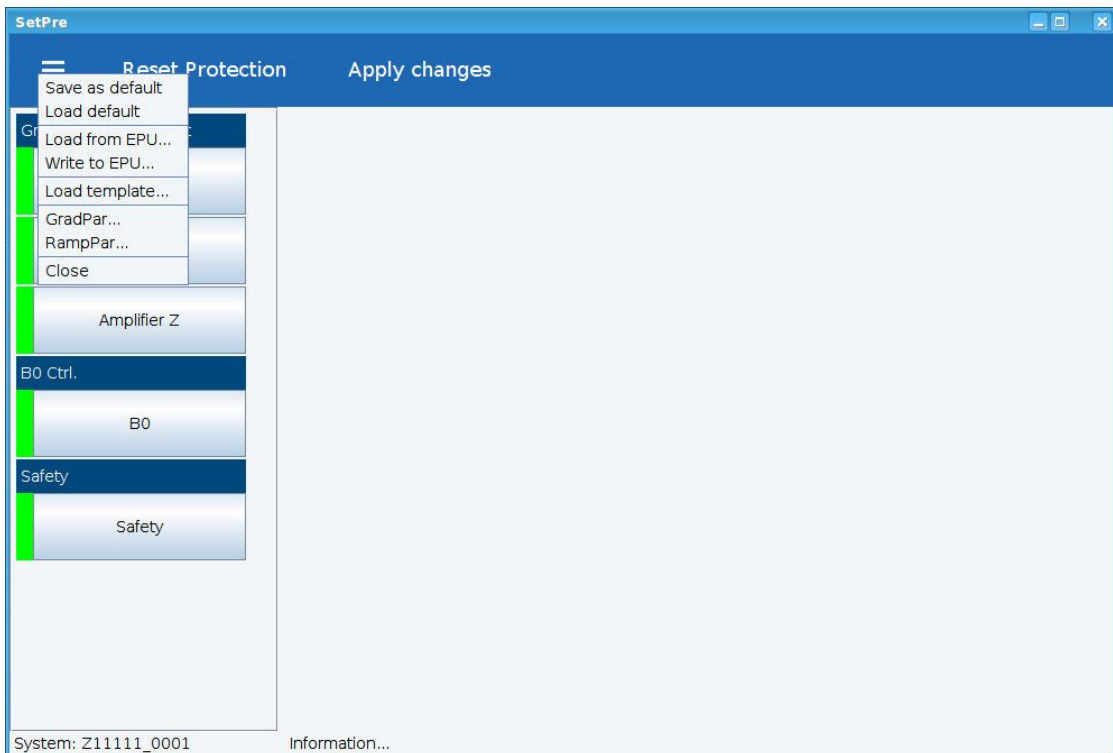 SetPre
Reset Protection Apply changes
Save as default
Load default
Load from EPU...
Write to EPU...
Load template...
GradPar...
RampPar...
Close
Amplifier Z
B0 Ctrl.
B0
Safety
Safety
System: Z11111_0001 Information...